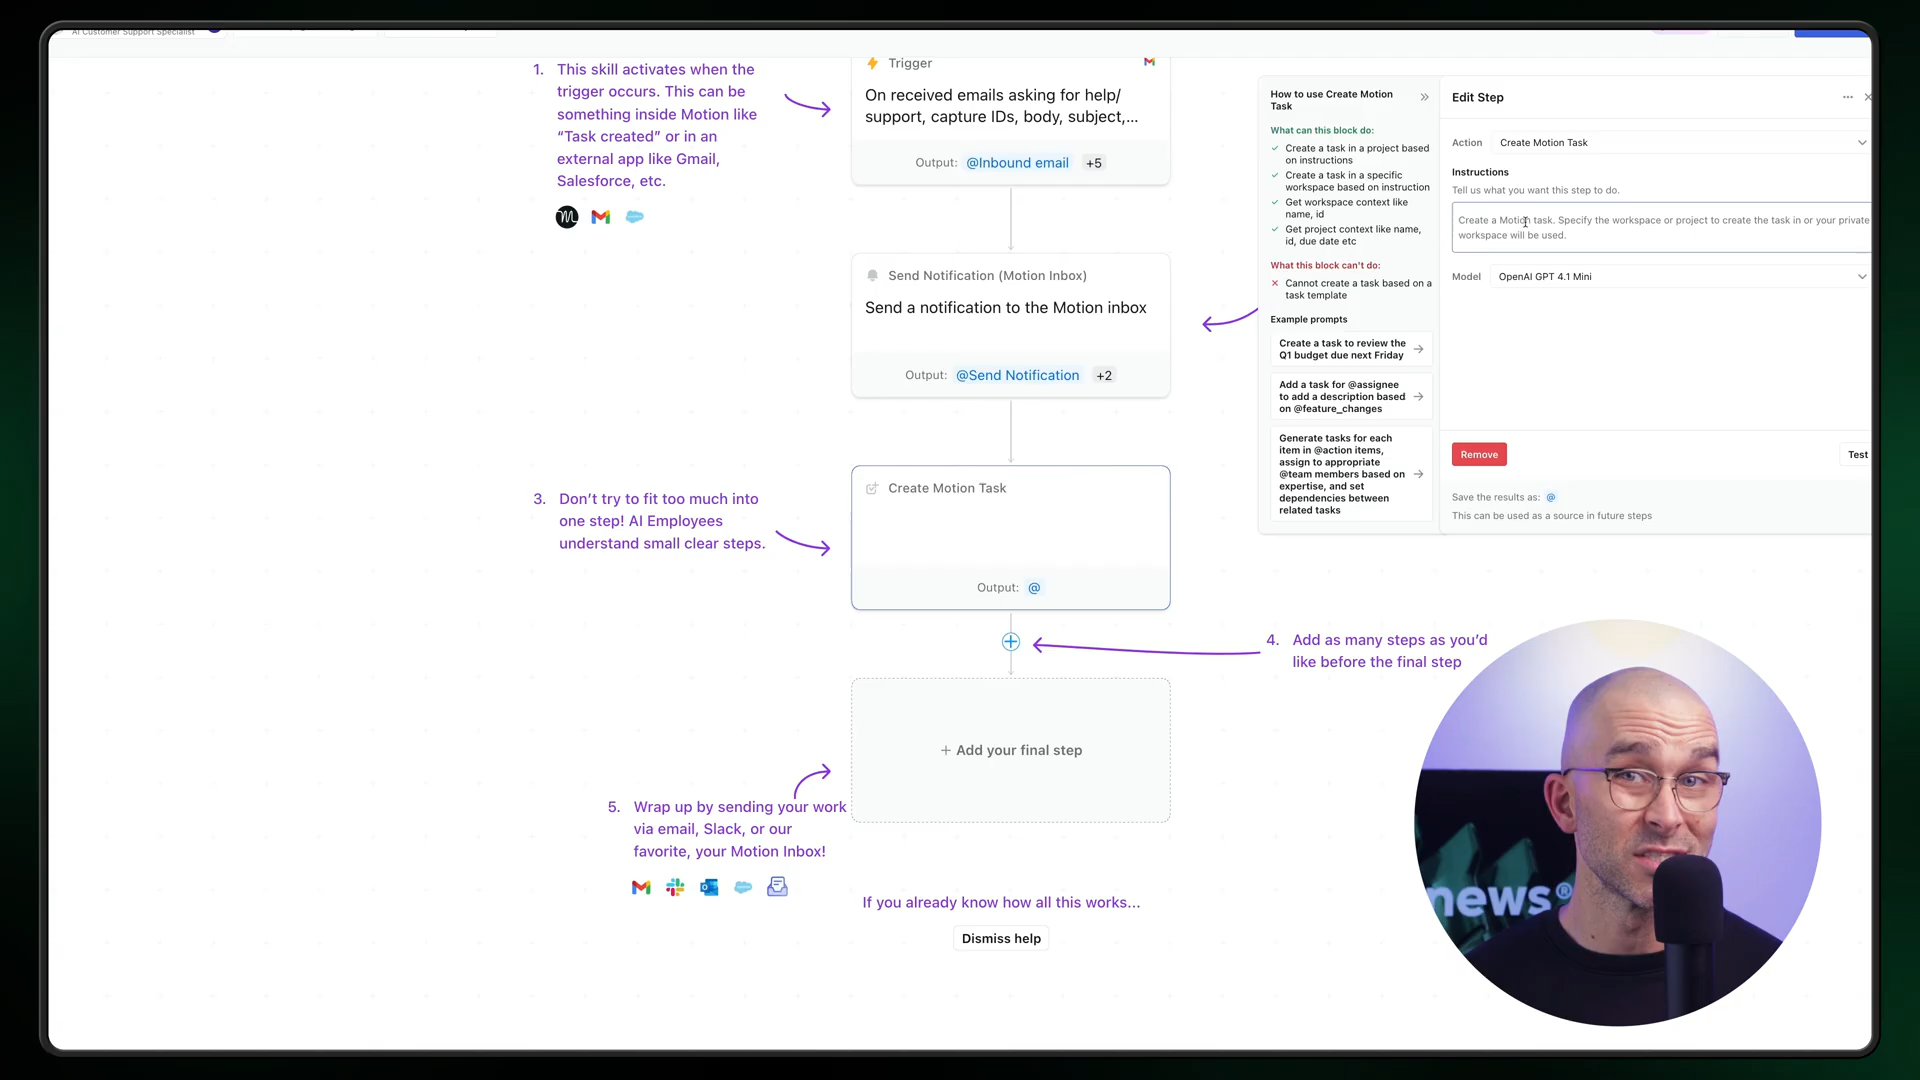 AI Customer Support Specialist
1. This skill activates when the
trigger occurs. This can be
something inside Motion like
“Task created” or in an
external app like Gmail,
Salesforce, etc.
Trigger
On received emails asking for help/
support, capture IDs, body, subject,...
Output: @Inbound email +5
Send Notification (Motion Inbox)
Send a notification to the Motion inbox
Output: @Send Notification +2
3. Don’t try to fit too much into
one step! AI Employees
understand small clear steps.
Create Motion Task
Output: @
4. Add as many steps as you’d
like before the final step
+ Add your final step
5. Wrap up by sending your work
via email, Slack, or our
favorite, your Motion Inbox!
If you already know how all this works...
Dismiss help
How to use Create Motion
Task
What can this block do:
Create a task in a project based
on instructions
Create a task in a specific
workspace based on instruction
Get workspace context like
name, id
Get project context like name,
id, due date etc
What this block can't do:
Cannot create a task based on a
task template
Example prompts
Create a task to review the
Q1 budget due next Friday
Add a task for @assignee
to add a description based
on @feature_changes
Generate tasks for each
item in @action items,
assign to appropriate
@team members based on
expertise, and set
dependencies between
related tasks
Edit Step
Action Create Motion Task
Instructions
Tell us what you want this step to do.
Create a Motion task. Specify the workspace or project to create the task in or your private
workspace will be used.
Model OpenAI GPT 4.1 Mini
Remove
Test
Save the results as: @
This can be used as a source in future steps
news®